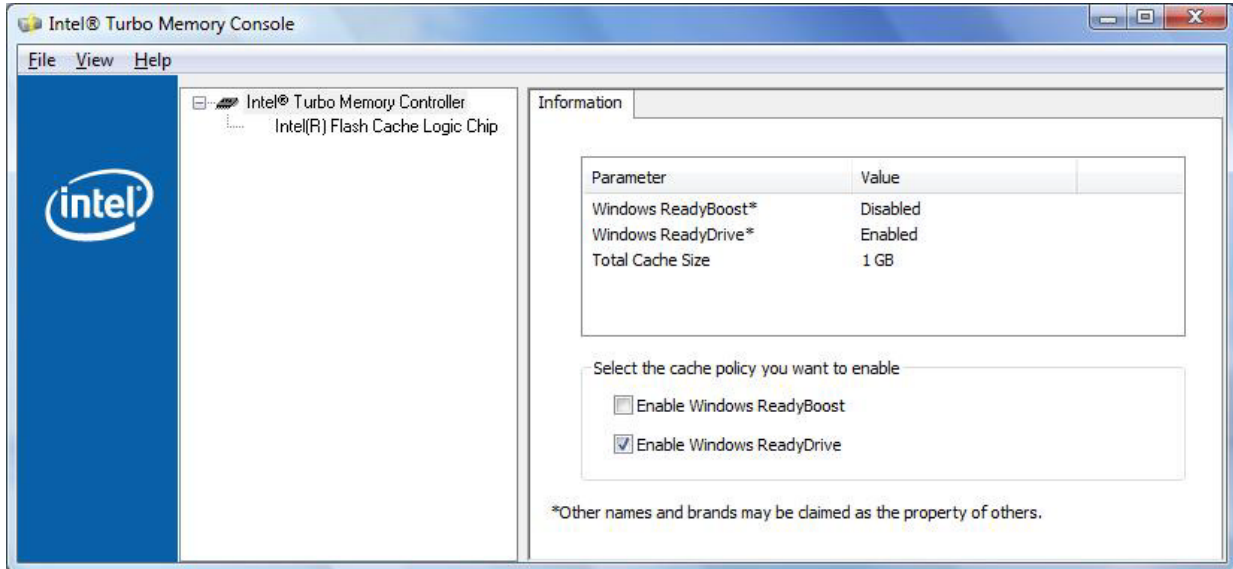 Intel® Turbo Memory Console
File View Help
Intel® Turbo Memory Controller
Intel(R) Flash Cache Logic Chip
intel
Information
Parameter Value
Windows ReadyBoost* Disabled
Windows ReadyDrive* Enabled
Total Cache Size 1 GB
Select the cache policy you want to enable
Enable Windows ReadyBoost
Enable Windows ReadyDrive
*Other names and brands may be claimed as the property of others.